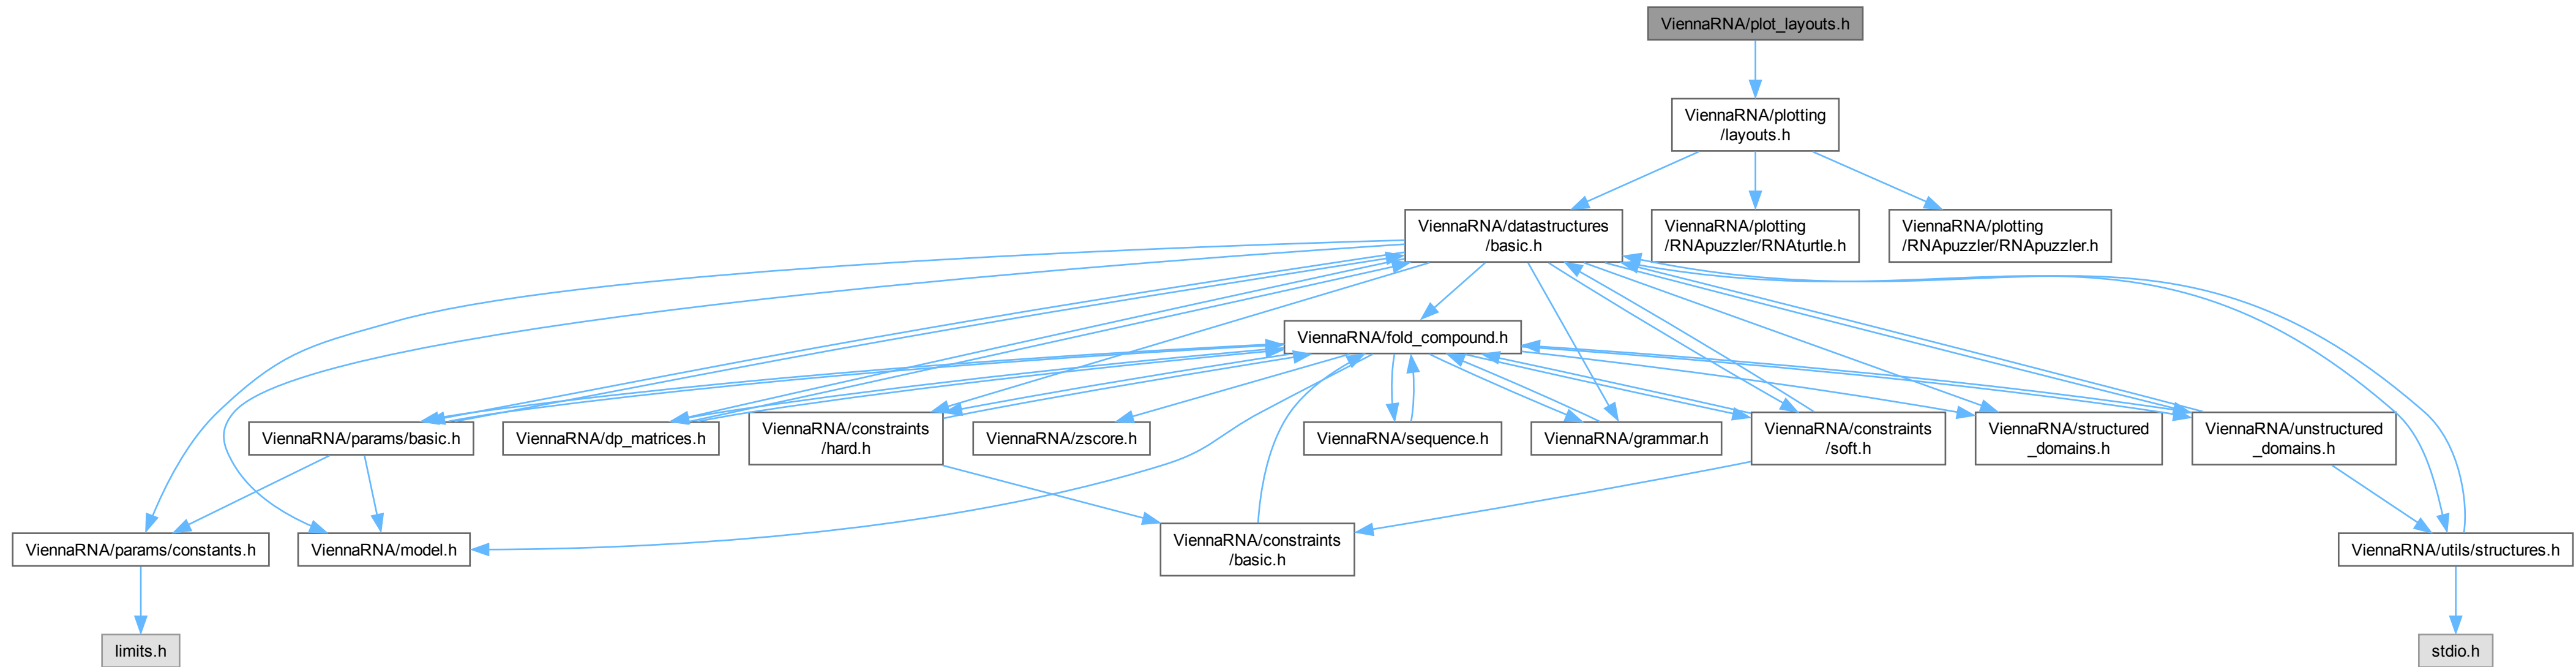 ViennaRNA/plot_layouts.h
ViennaRNA/plotting
/layouts.h
ViennaRNA/datastructures
/basic.h
ViennaRNA/plotting
/RNApuzzler/RNAturtle.h
ViennaRNA/plotting
/RNApuzzler/RNApuzzler.h
ViennaRNA/fold_compound.h
ViennaRNA/params/basic.h
ViennaRNA/dp_matrices.h
ViennaRNA/constraints
/hard.h
ViennaRNA/zscore.h
ViennaRNA/sequence.h
ViennaRNA/grammar.h
ViennaRNA/constraints
/soft.h
ViennaRNA/structured
_domains.h
ViennaRNA/unstructured
_domains.h
ViennaRNA/params/constants.h
ViennaRNA/model.h
ViennaRNA/constraints
/basic.h
ViennaRNA/utils/structures.h
limits.h
stdio.h